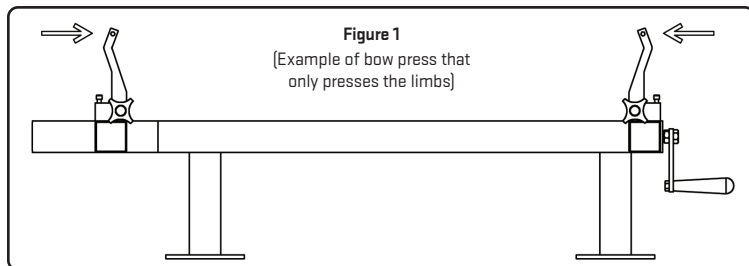 Figure 1
(Example of bow press that
only presses the limbs)